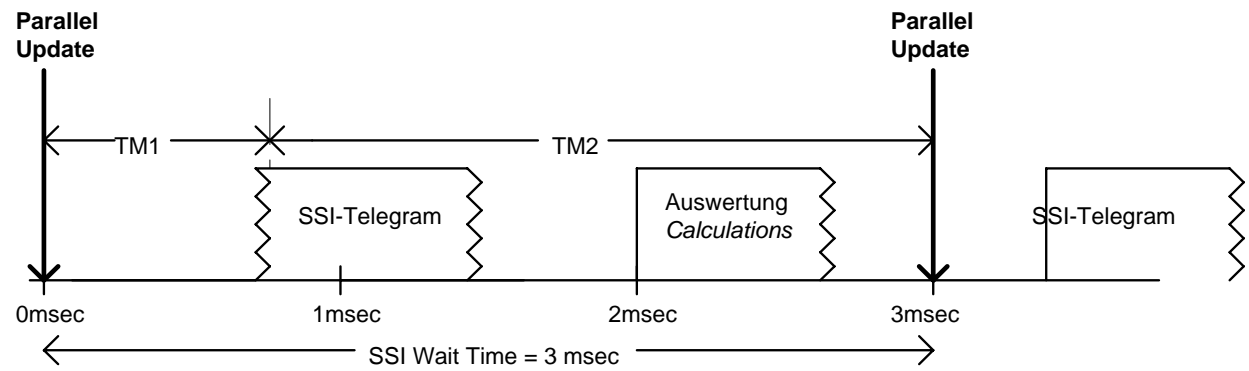 Parallel
Update
Parallel
Update
TM1
TM2
SSI-Telegram
Auswertung
Calculations
SSI-Telegram
0msec
1msec
2msec
3msec
SSI Wait Time = 3 msec